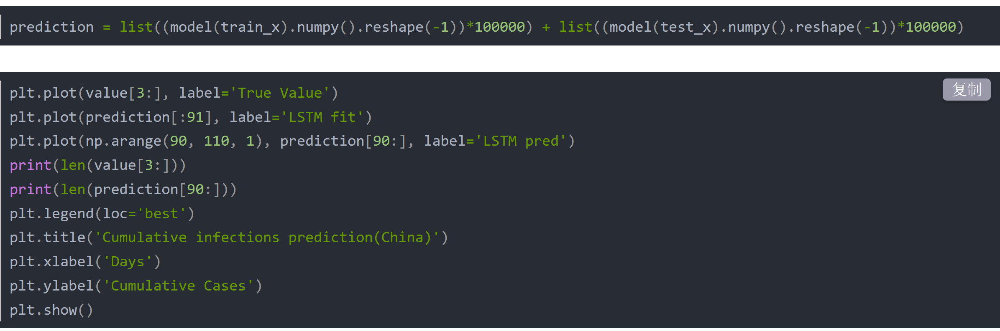 prediction = list((model(train_x).numpy().reshape(-1))*100000) + list((model(test_x).numpy().reshape(-1))*100000)
复制
plt.plot(value[3:], label='True Value')
plt.plot(prediction[:91], label='LSTM fit')
plt.plot(np.arange(90, 110, 1), prediction[90:], label='LSTM pred')
print(len(value[3:]))
print(len(prediction[90:]))
plt.legend(loc='best')
plt.title('Cumulative infections prediction(China)')
plt.xlabel('Days')
plt.ylabel('Cumulative Cases')
plt.show()